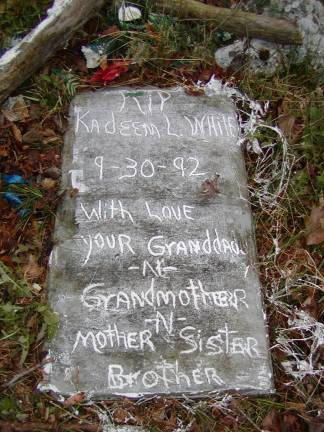 RIP
Kadeem L. White
9-30-92
With Love
your Granddad
-N-
Grandmother
-N-
Mother Sister
Brother